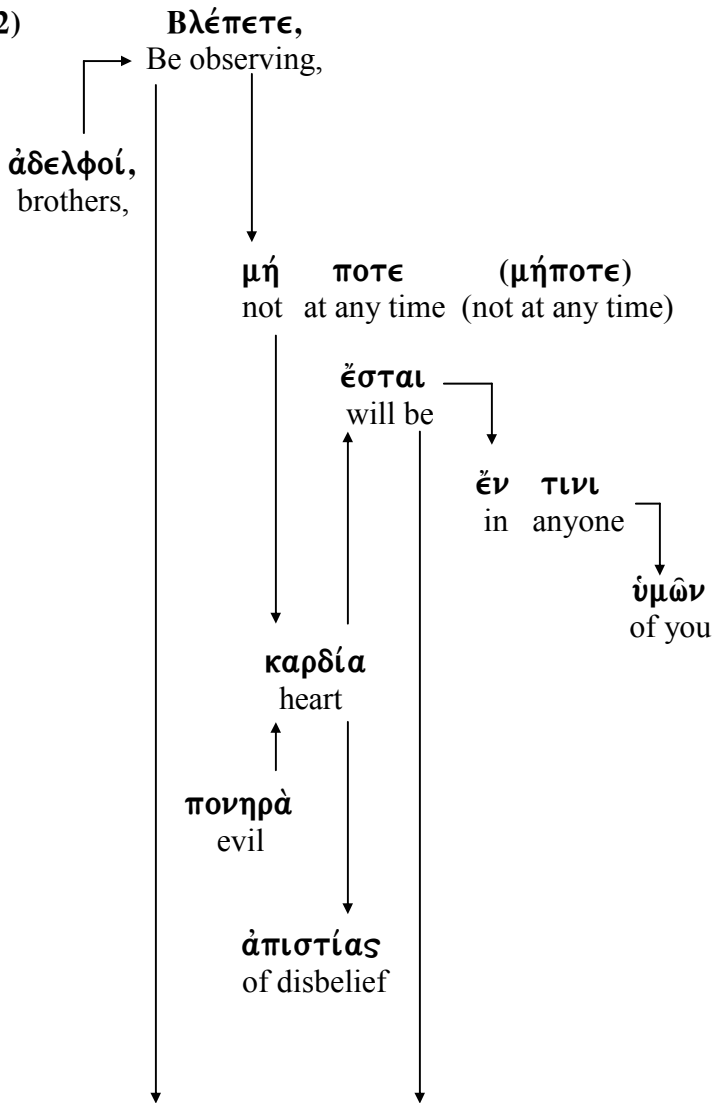 2) Βλέπετε,
Be observing,
ἀδελφοί,
brothers,
μή ποτε (μήποτε)
not at any time (not at any time)
ἔσται
will be
ἔν τινι
in anyone
ὑμῶν
of you
καρδία
heart
πονηρὰ
evil
ἀπιστίας
of disbelief